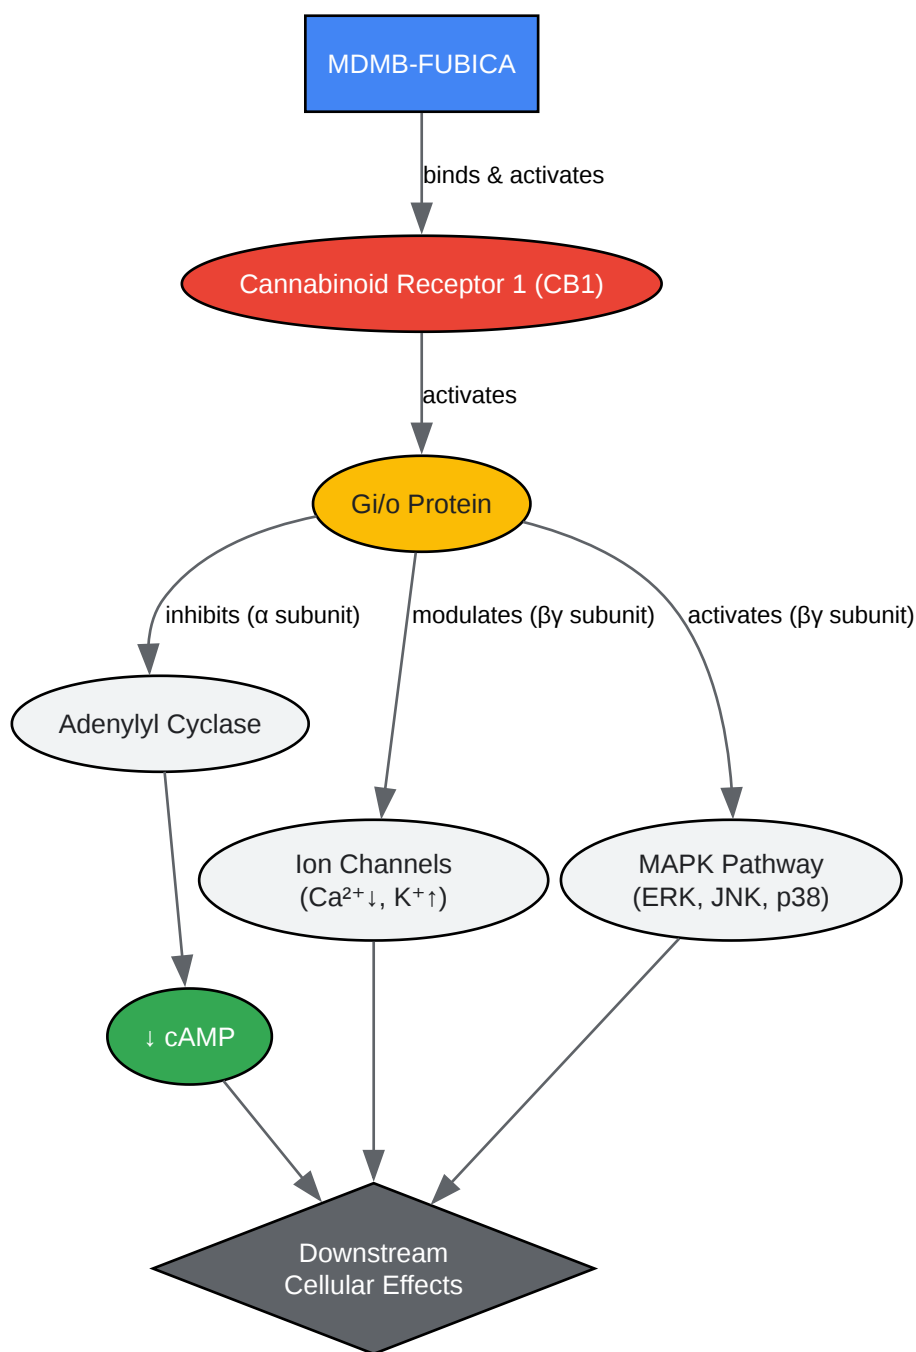 MDMB-FUBICA
binds & activates
Cannabinoid Receptor 1 (CB1)
activates
Gi/o Protein
inhibits (α subunit)
modulates (βγ subunit)
activates (βγ subunit)
Adenylyl Cyclase
Ion Channels
(Ca²⁺↓, K⁺↑)
MAPK Pathway
(ERK, JNK, p38)
↓ cAMP
Downstream
Cellular Effects